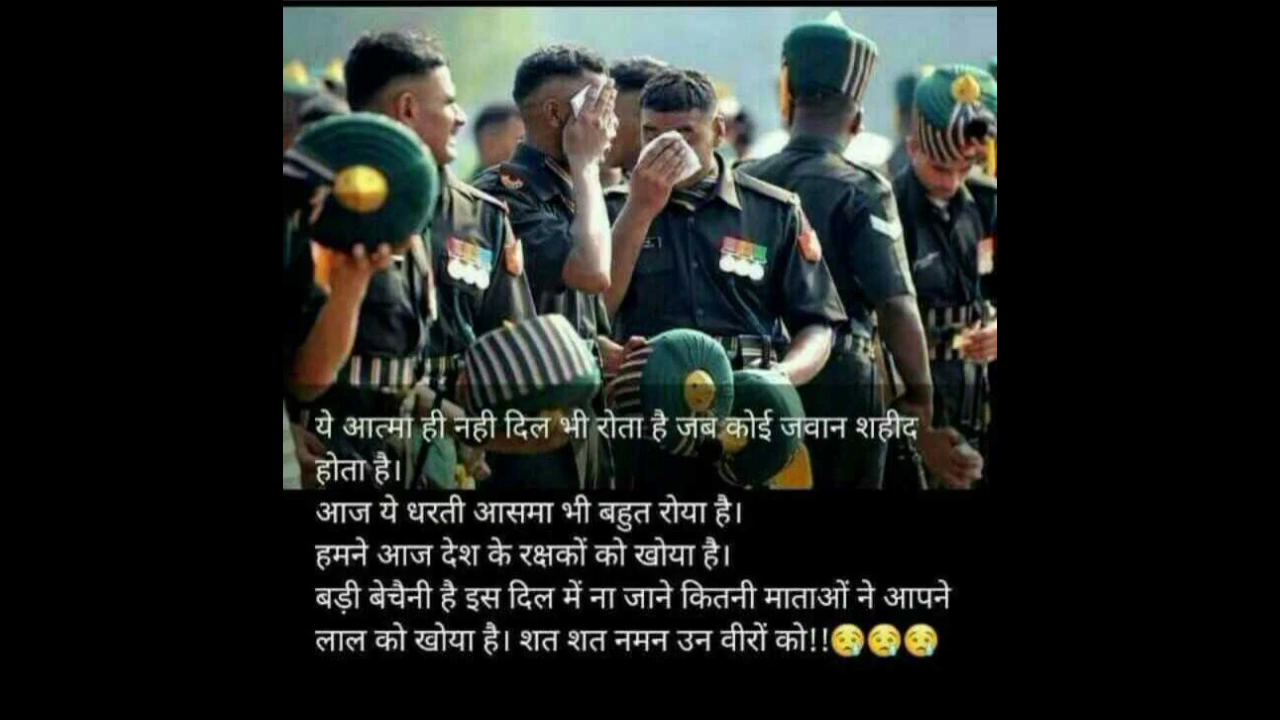 ये आत्मा ही नही दिल भी रोता है जब कोई जवान शहीद
होता है।
आज ये धरती आसमा भी बहुत रोया है।
हमने आज देश के रक्षकों को खोया है।
बड़ी बेचैनी है इस दिल में ना जाने कितनी माताओं ने आपने
लाल को खोया है। शत शत नमन उन वीरों को!!😢😢😢